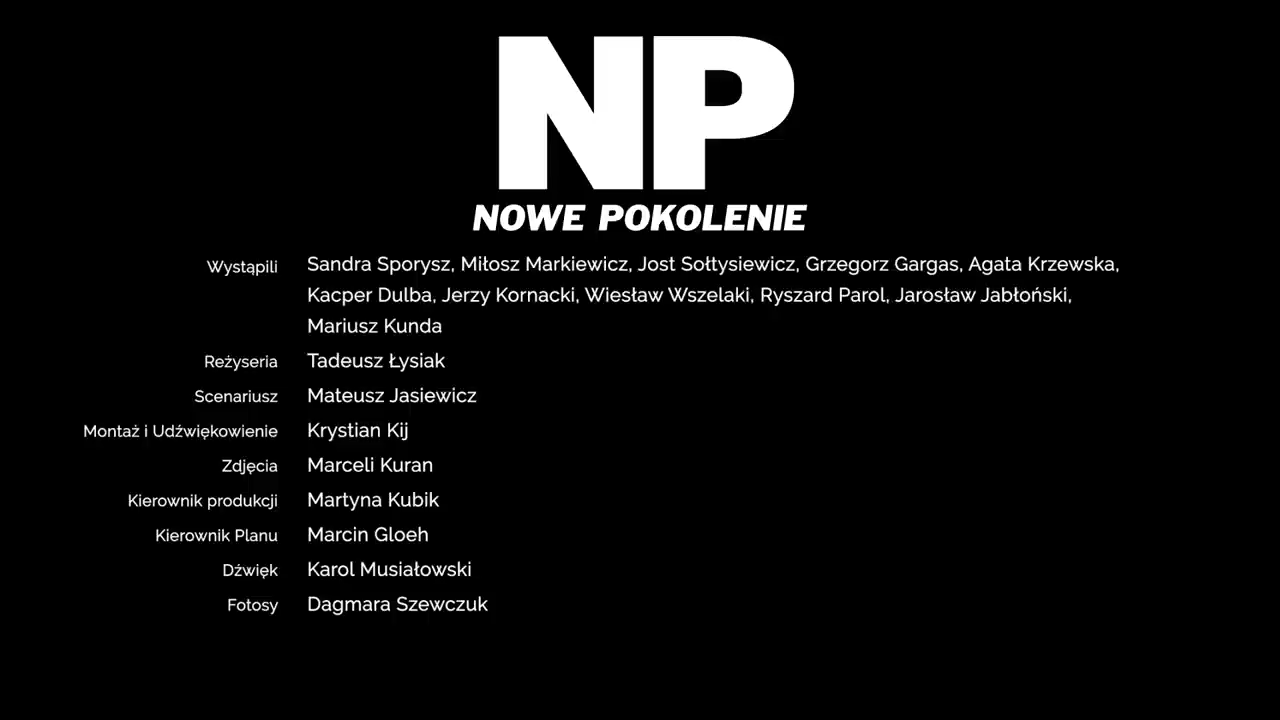 NP
NOWE POKOLENIE
Wystąpili Sandra Sporysz, Miłosz Markiewicz, Jost Sołtysiewicz, Grzegorz Gargas, Agata Krzewska,
Kacper Dulba, Jerzy Kornacki, Wiesław Wszelaki, Ryszard Parol, Jarosław Jabłoński,
Mariusz Kunda
Reżyseria Tadeusz Łysiak
Scenariusz Mateusz Jasiewicz
Montaż i Udźwiękowienie Krystian Kij
Zdjęcia Marceli Kuran
Kierownik produkcji Martyna Kubik
Kierownik Planu Marcin Gloeh
Dźwięk Karol Musiałowski
Fotosy Dagmara Szewczuk